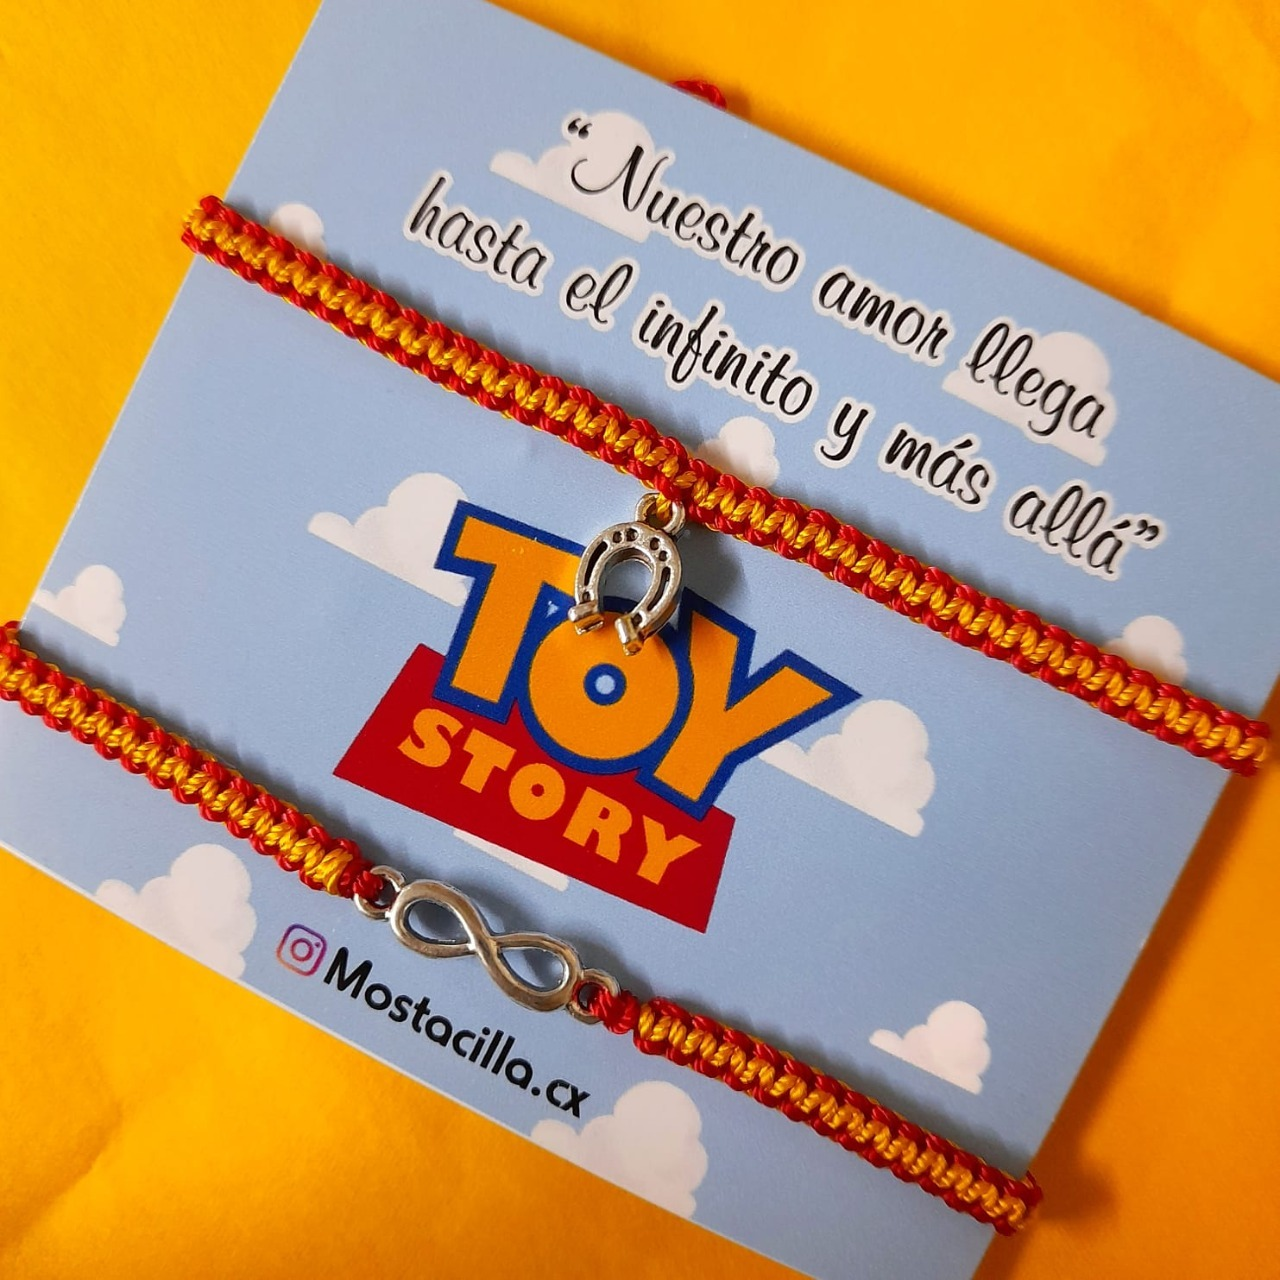 “Nuestro amor llega
hasta el infinito y más allá”
TOY
STORY
Mostacilla.cx